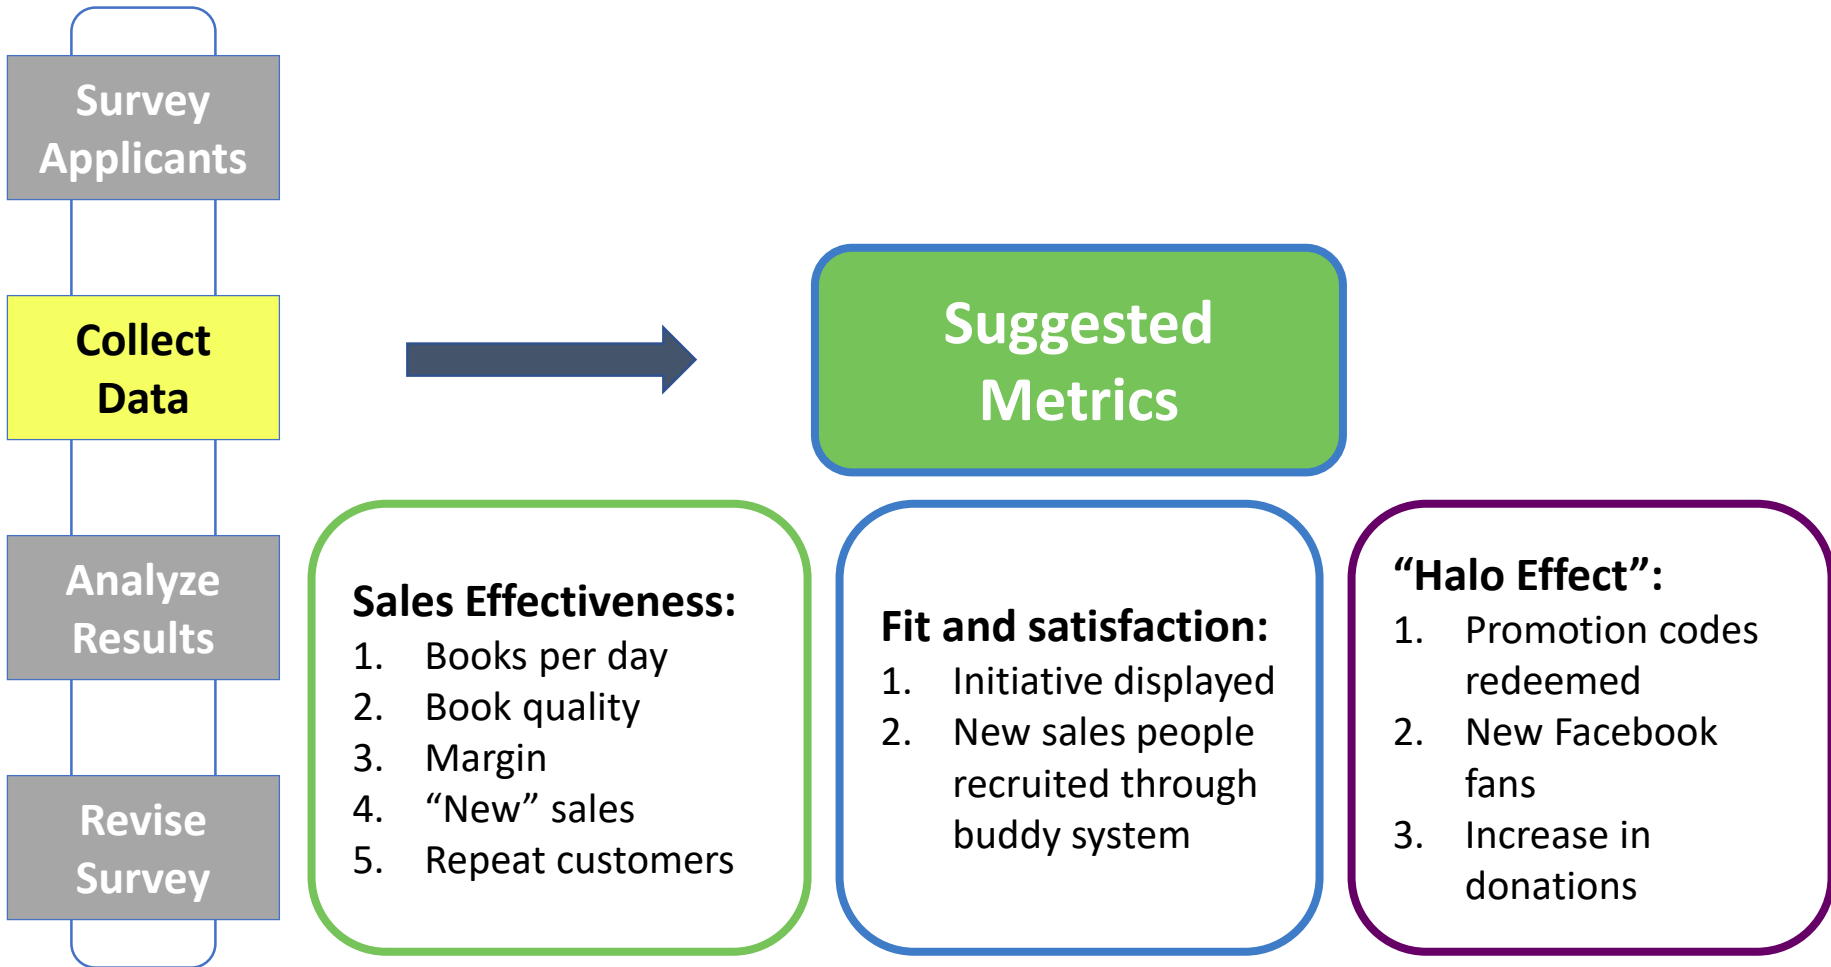 Survey
Applicants
Collect
Data
Analyze
Results
Revise
Survey
Suggested
Metrics
Sales Effectiveness:
1. Books per day
2. Book quality
3. Margin
4. “New” sales
5. Repeat customers
Fit and satisfaction:
1. Initiative displayed
2. New sales people
recruited through
buddy system
“Halo Effect”:
1. Promotion codes
redeemed
2. New Facebook
fans
3. Increase in
donations